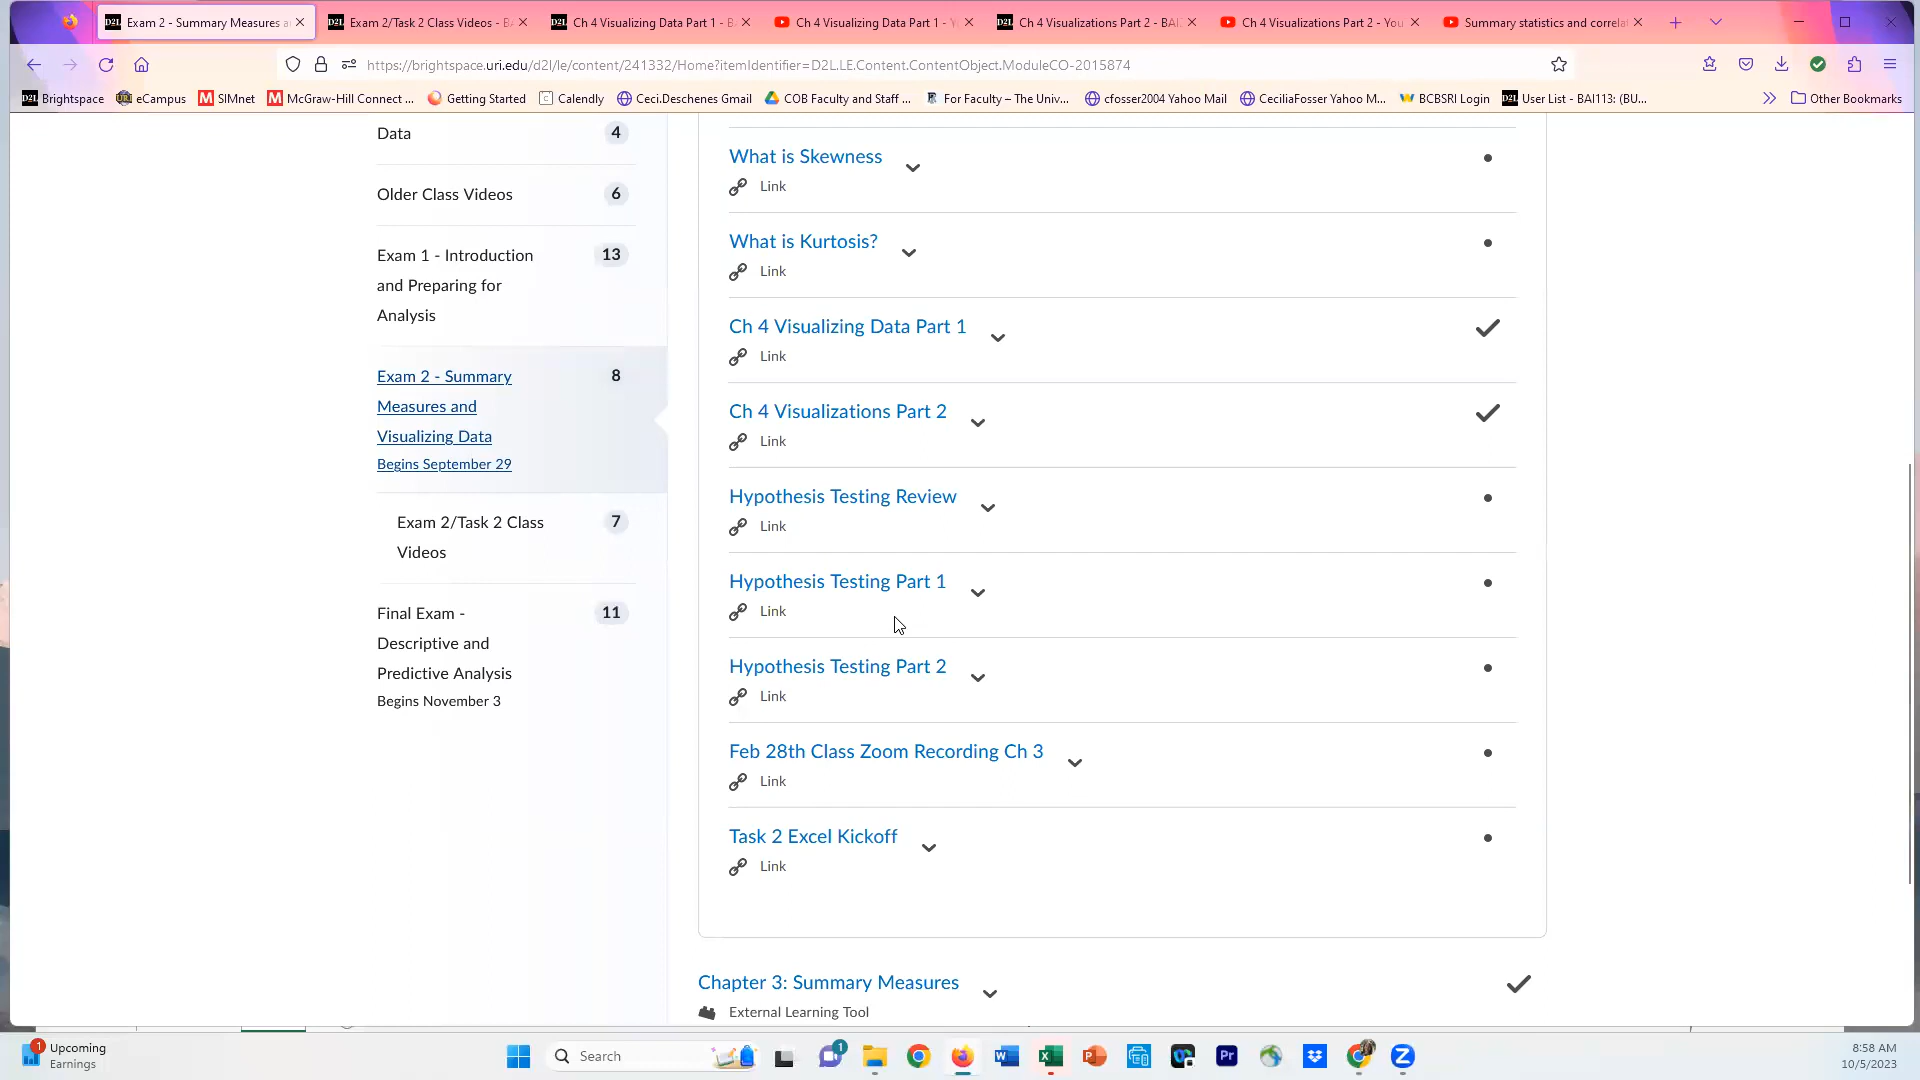 Exam 2 - Summary Measures a
Exam 2/Task 2 Class Videos - BA
Ch 4 Visualizing Data Part 1 - BA
Ch 4 Visualizing Data Part 1 - Y
Ch 4 Visualizations Part 2 - BAI
Ch 4 Visualizations Part 2 - You
Summary statistics and correla
https://brightspace.uri.edu/d2l/le/content/241332/Home?itemIdentifier=D2L.LE.Content.ContentObject.ModuleCO-2015874
D2L Brightspace
eCampus
SIMnet
McGraw-Hill Connect ...
Getting Started
Calendly
Ceci.Deschenes Gmail
COB Faculty and Staff ...
For Faculty – The Univ...
cfosser2004 Yahoo Mail
CeciliaFosser Yahoo M...
BCBSRI Login
D2L User List - BAI113: (BU...
Other Bookmarks
Data 4
Older Class Videos 6
Exam 1 - Introduction 13
and Preparing for
Analysis
Exam 2 - Summary 8
Measures and
Visualizing Data
Begins September 29
Exam 2/Task 2 Class 7
Videos
Final Exam - 11
Descriptive and
Predictive Analysis
Begins November 3
What is Skewness
Link
What is Kurtosis?
Link
Ch 4 Visualizing Data Part 1
Link
Ch 4 Visualizations Part 2
Link
Hypothesis Testing Review
Link
Hypothesis Testing Part 1
Link
Hypothesis Testing Part 2
Link
Feb 28th Class Zoom Recording Ch 3
Link
Task 2 Excel Kickoff
Link
Chapter 3: Summary Measures
External Learning Tool
1
Upcoming
Earnings
Search
1
8:58 AM
10/5/2023